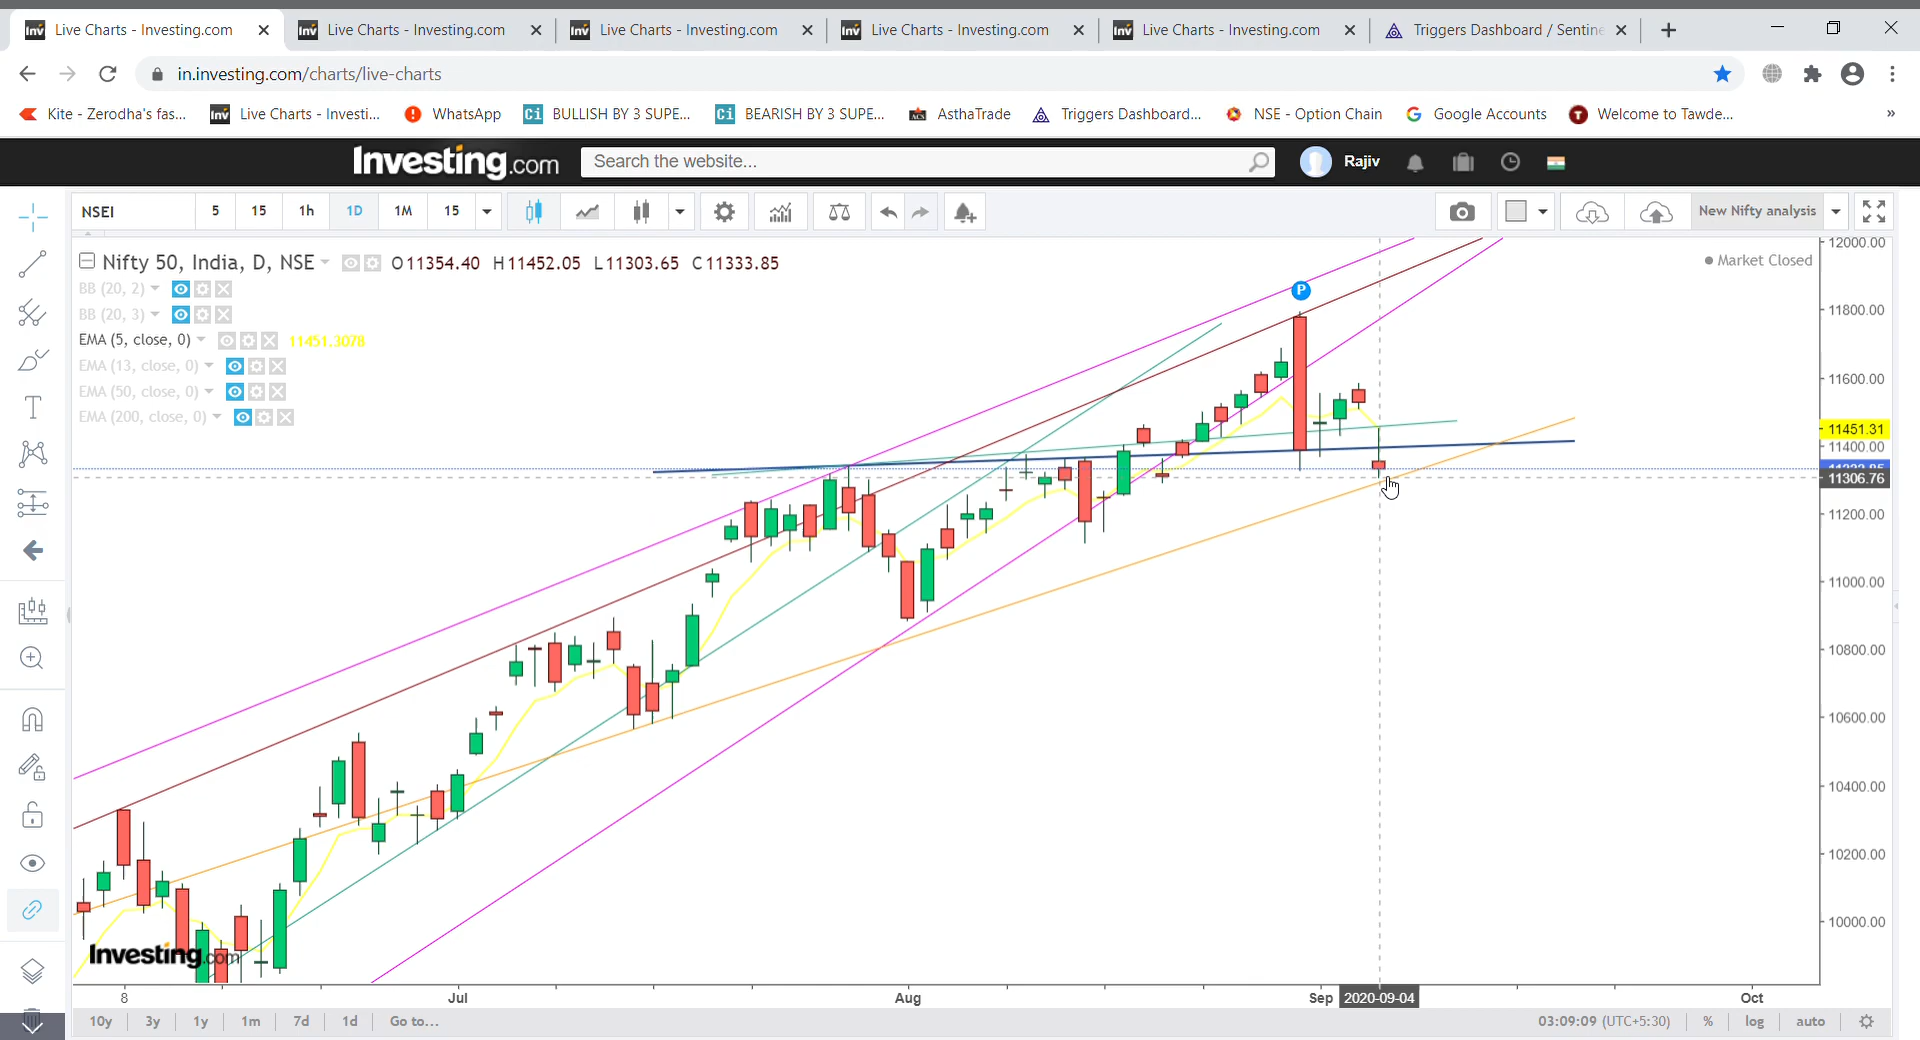 Live Charts - Investing.com Live Charts - Investing.com Live Charts - Investing.com Live Charts - Investing.com Live Charts - Investing.com Triggers Dashboard / Sentine
in.investing.com/charts/live-charts
Kite - Zerodha's fas... Live Charts - Investi... WhatsApp BULLISH BY 3 SUPE... BEARISH BY 3 SUPE... AsthaTrade Triggers Dashboard... NSE - Option Chain Google Accounts Welcome to Tawde... »
Investing.com Search the website... Rajiv
NSEI 5 15 1h 1D 1M 15 New Nifty analysis
Nifty 50, India, D, NSE O11354.40 H11452.05 L11303.65 C11333.85
Market Closed
BB (20, 2)
BB (20, 3)
EMA (5, close, 0) 11451.3078
EMA (13, close, 0)
EMA (50, close, 0)
EMA (200, close, 0)
P
12000.00
11800.00
11600.00
11451.31
11400.00
11306.76
11200.00
11000.00
10800.00
10600.00
10400.00
10200.00
10000.00
Investing.com
8 Jul Aug Sep 2020-09-04 Oct
10y 3y 1y 1m 7d 1d Go to... 03:09:09 (UTC+5:30) % log auto